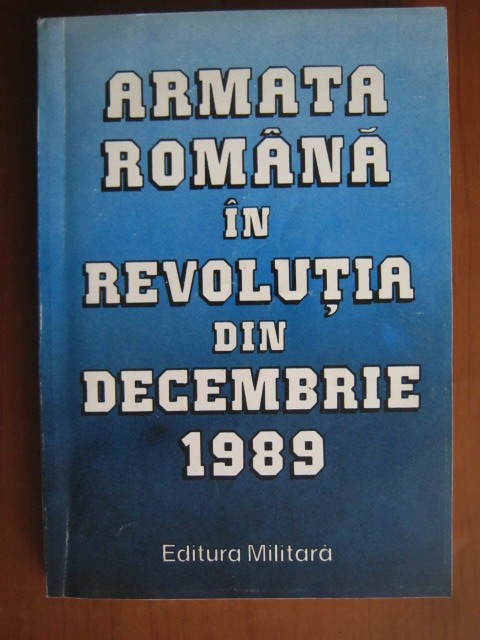 ARMATA
ROMÂNĂ
ÎN
REVOLUȚIA
DIN
DECEMBRIE
1989
Editura Militară